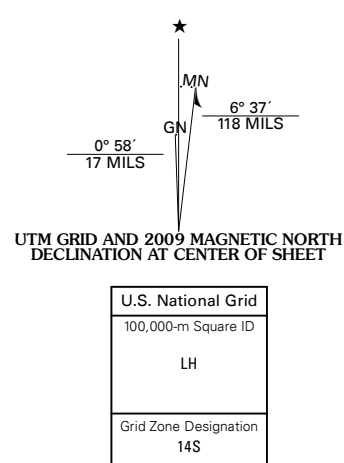 ★
MN
GN
6° 37´
118 MILS
0° 58´
17 MILS
UTM GRID AND 2009 MAGNETIC NORTH
DECLINATION AT CENTER OF SHEET
U.S. National Grid
100,000-m Square ID
LH
Grid Zone Designation
14S